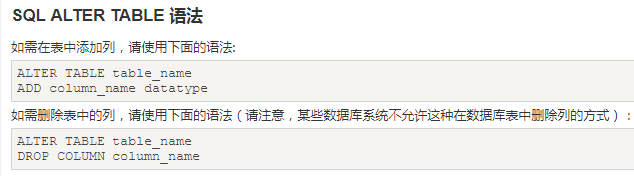 SQL ALTER TABLE 语法
如需在表中添加列，请使用下面的语法:
ALTER TABLE table_name
ADD column_name datatype
如需删除表中的列，请使用下面的语法（请注意，某些数据库系统不允许这种在数据库表中删除列的方式）：
ALTER TABLE table_name
DROP COLUMN column_name